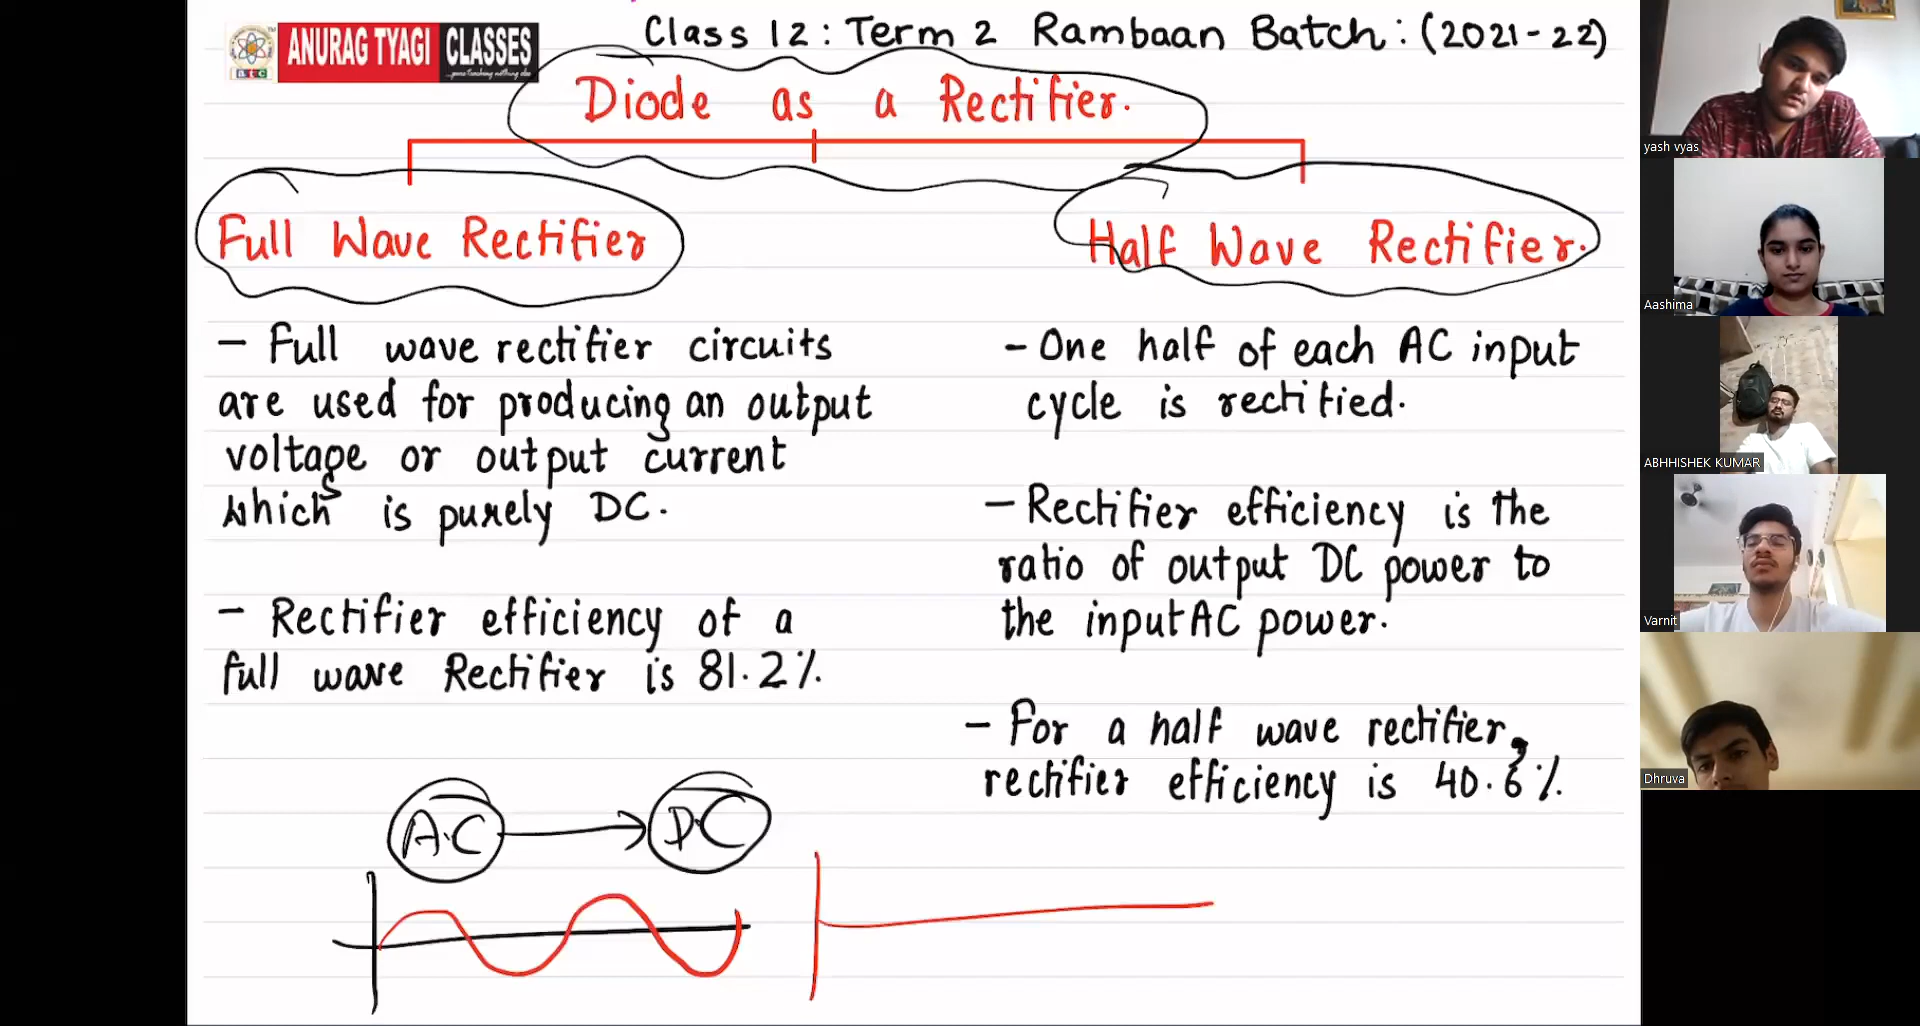 ANURAG TYAGI CLASSES
Class 12 : Term 2 Rambaan Batch : (2021-22)
Diode as a Rectifier.
Full Wave Rectifier
Half Wave Rectifier.
- Full wave rectifier circuits
are used for producing an output
voltage or output current
which is purely DC.
- Rectifier efficiency of a
full wave Rectifier is 81.2%.
- One half of each AC input
cycle is rectified.
- Rectifier efficiency is the
ratio of output DC power to
the input AC power.
- For a half wave rectifier,
rectifier efficiency is 40.6%.
A.C
D.C
yash vyas
Aashima
ABHHISHEK KUMAR
Varnit
Dhruva